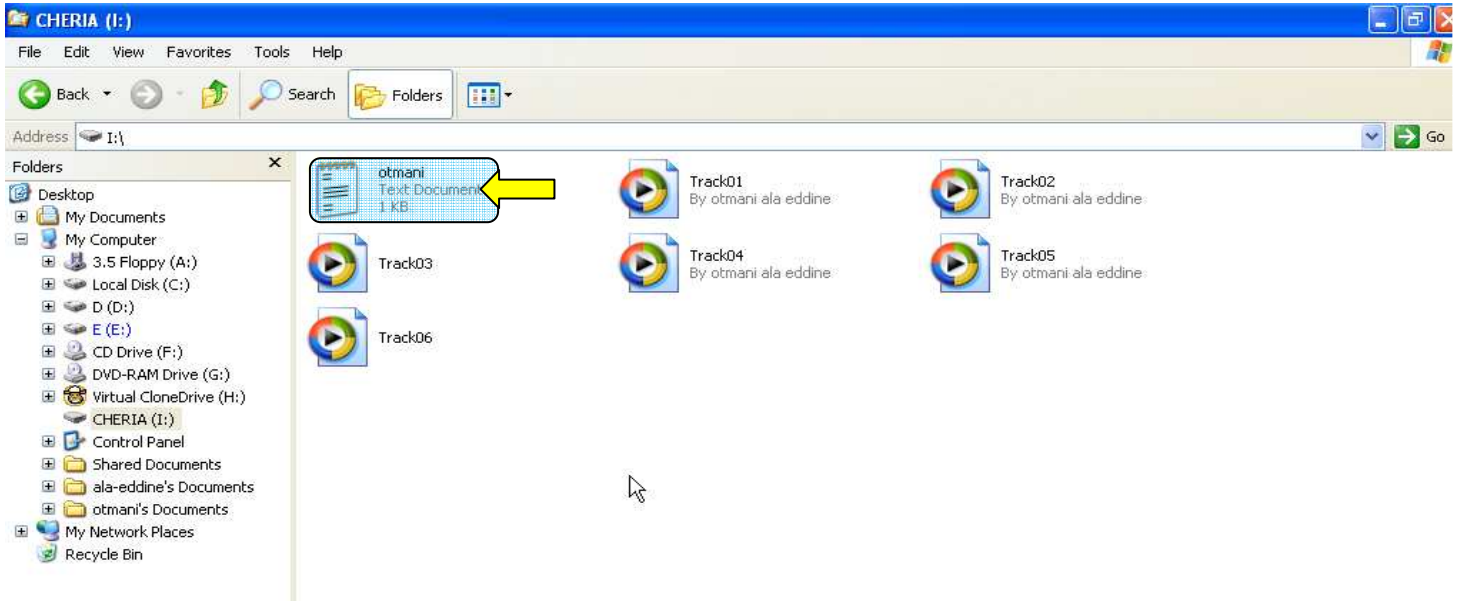 CHERIA (I:)
File Edit View Favorites Tools Help
Back Search Folders
Address I:\ Go
Folders
Desktop
My Documents
My Computer
3.5 Floppy (A:)
Local Disk (C:)
D (D:)
E (E:)
CD Drive (F:)
DVD-RAM Drive (G:)
Virtual CloneDrive (H:)
CHERIA (I:)
Control Panel
Shared Documents
ala-eddine's Documents
otmani's Documents
My Network Places
Recycle Bin
otmani
Text Document
1 KB
Track01
By otmani ala eddine
Track02
By otmani ala eddine
Track03
Track04
By otmani ala eddine
Track05
By otmani ala eddine
Track06